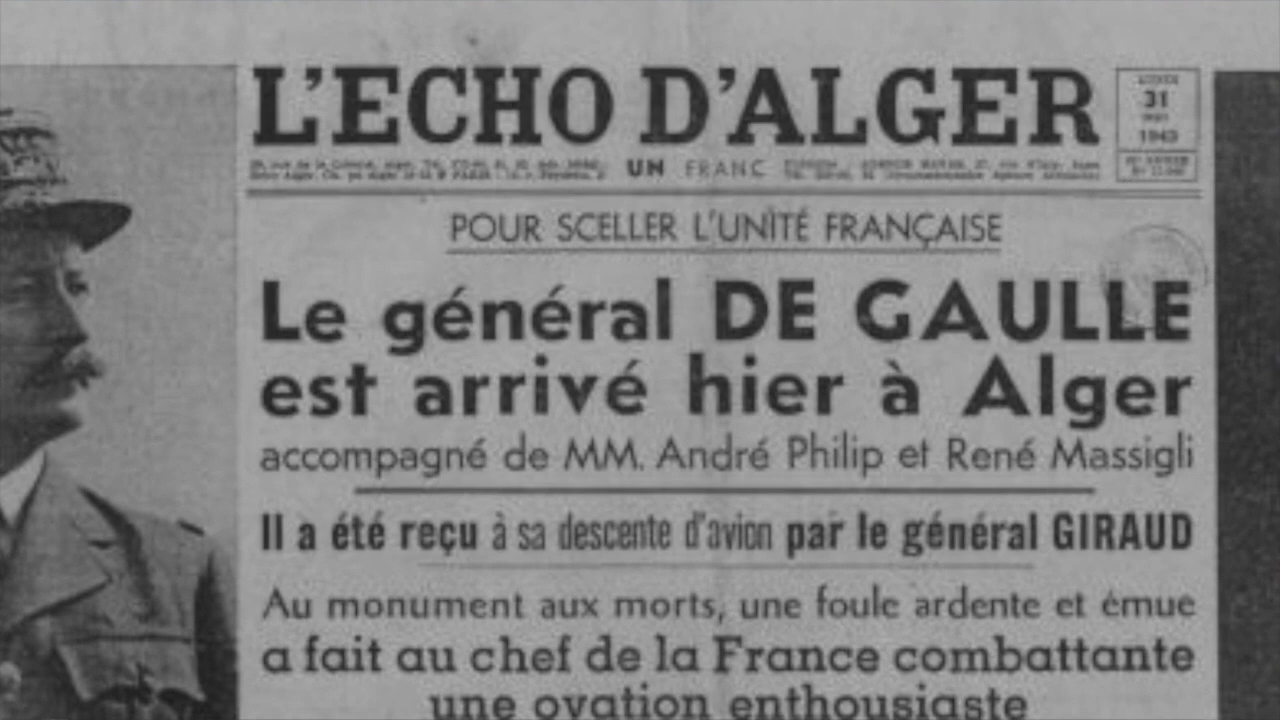 L'ECHO D'ALGER
LUNDI
31
MAI
1943
UN FRANC
POUR SCELLER L'UNITÉ FRANÇAISE
Le général DE GAULLE
est arrivé hier à Alger
accompagné de MM. André Philip et René Massigli
Il a été reçu à sa descente d'avion par le général GIRAUD
Au monument aux morts, une foule ardente et émue
a fait au chef de la France combattante
une ovation enthousiaste